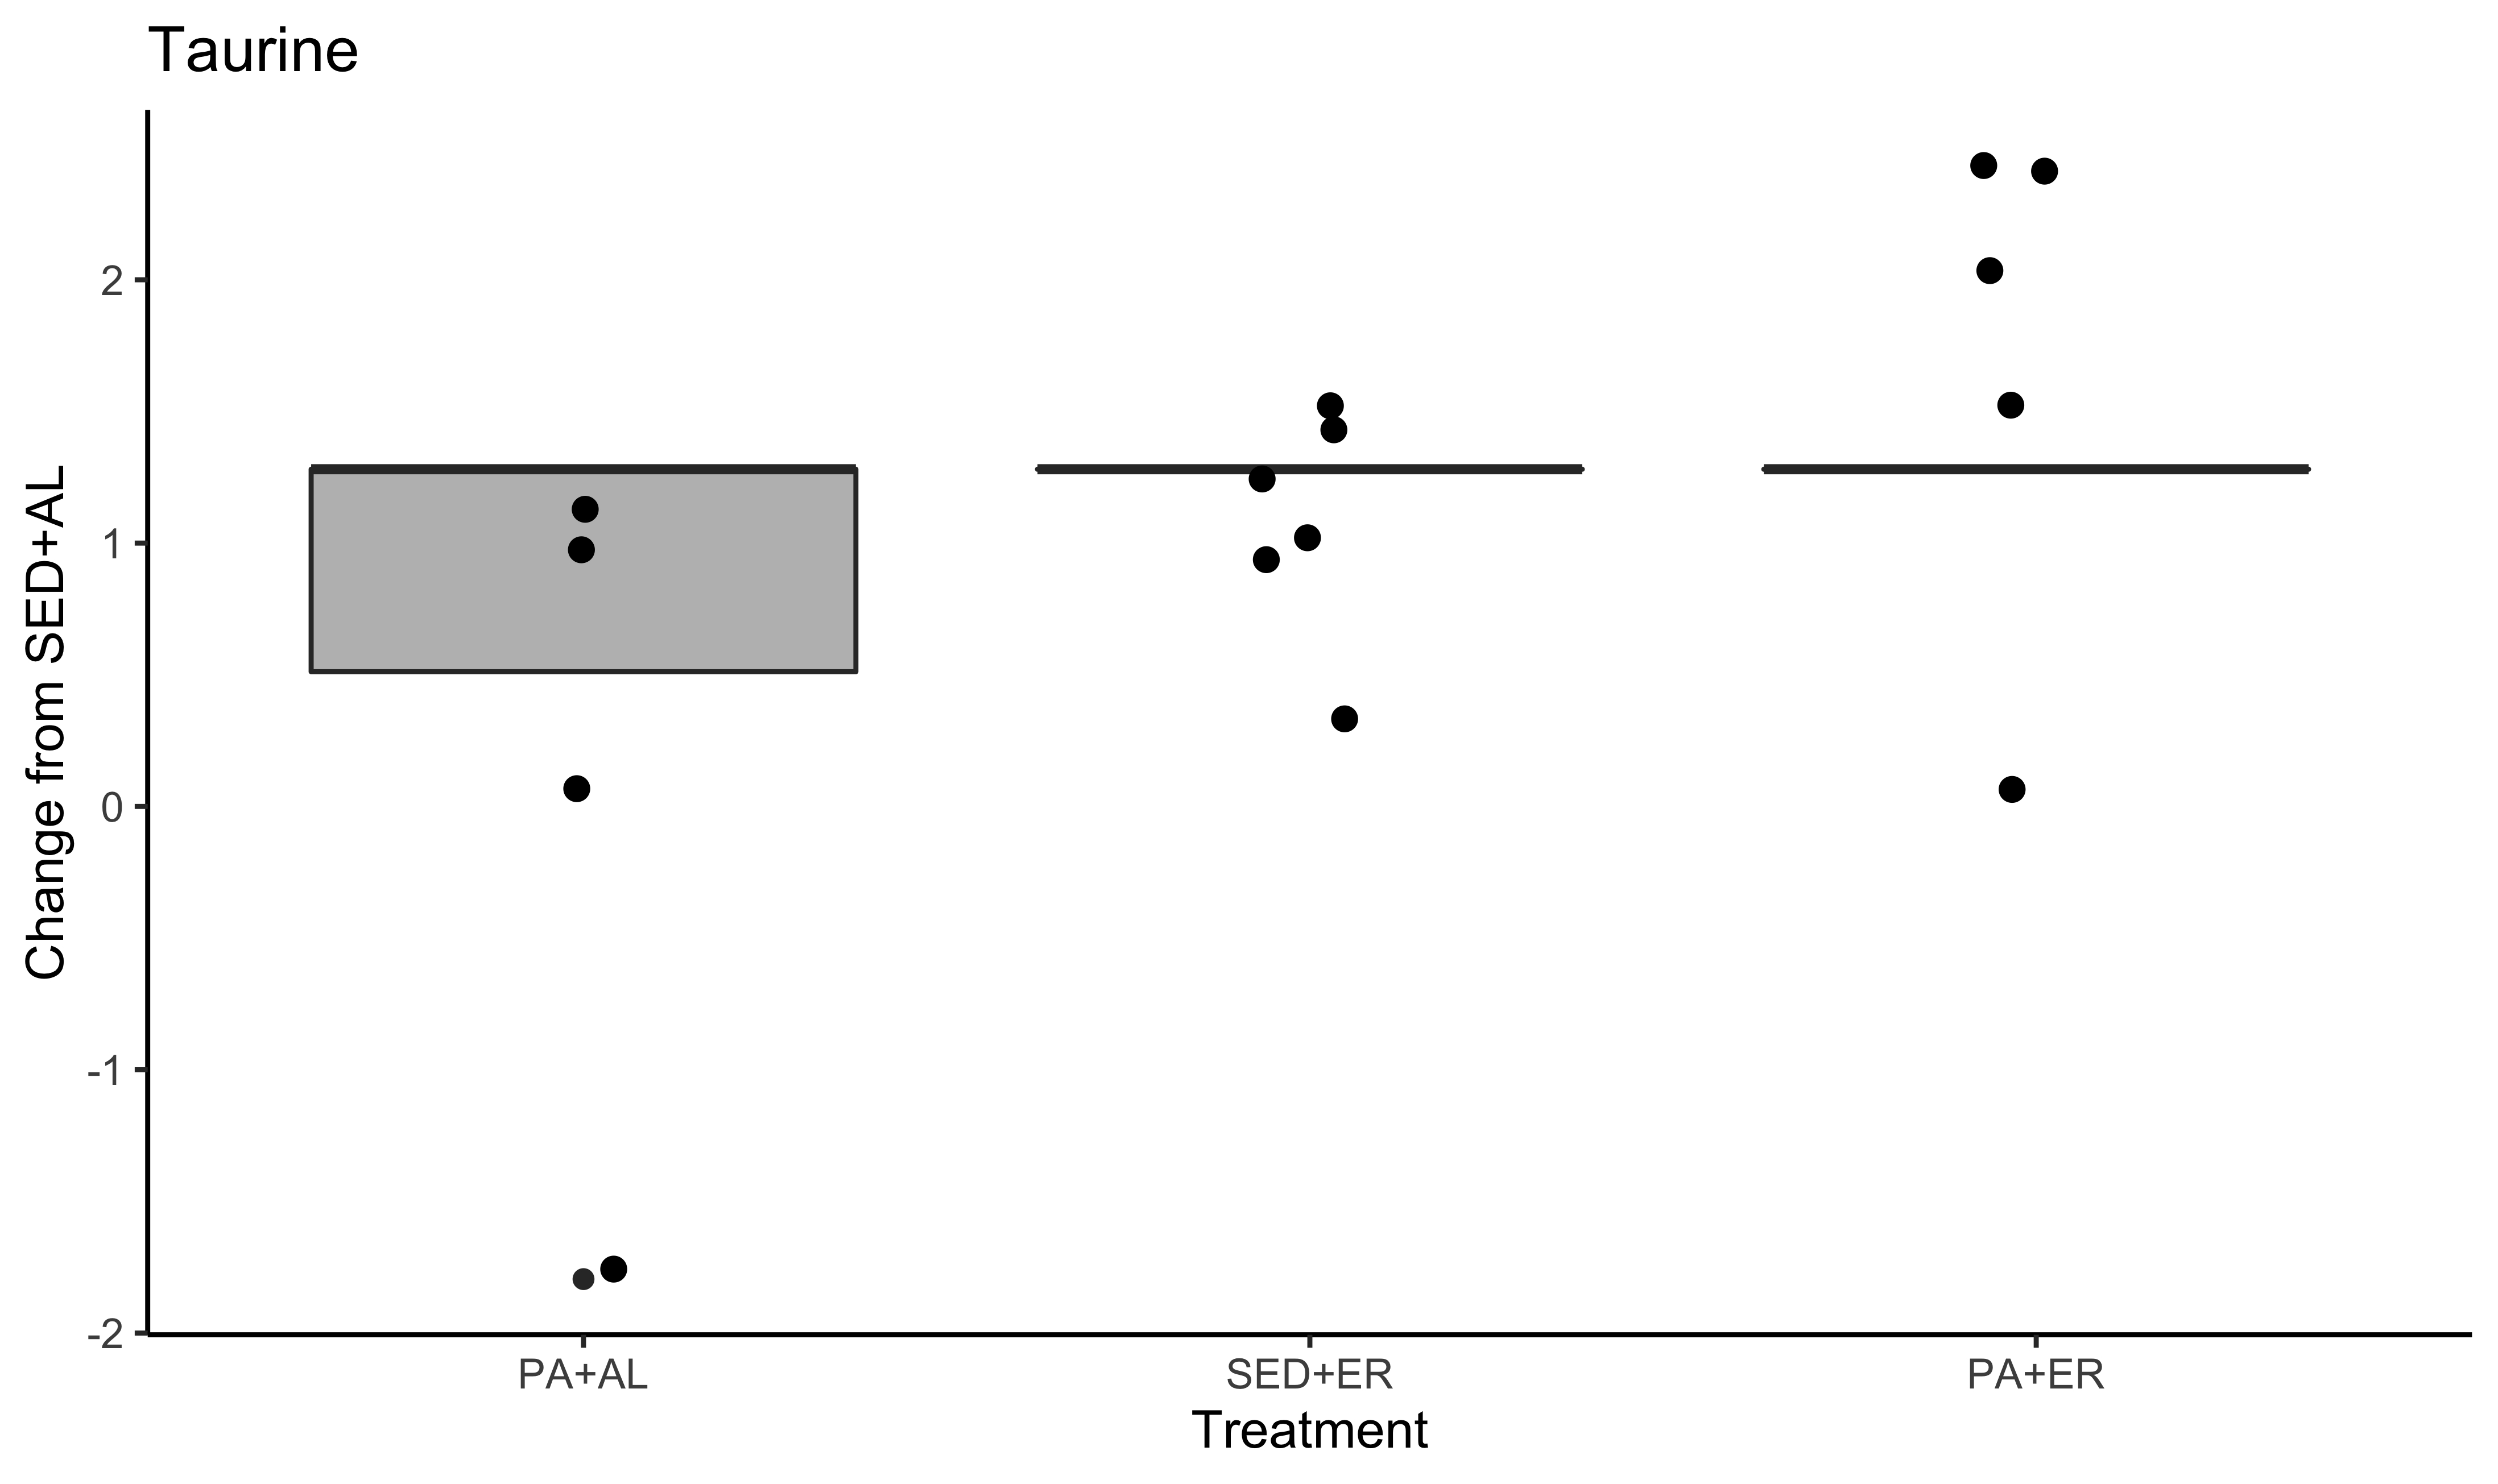 Taurine
Change from SED+AL
2
1
0
-1
-2
PA+AL SED+ER PA+ER
Treatment